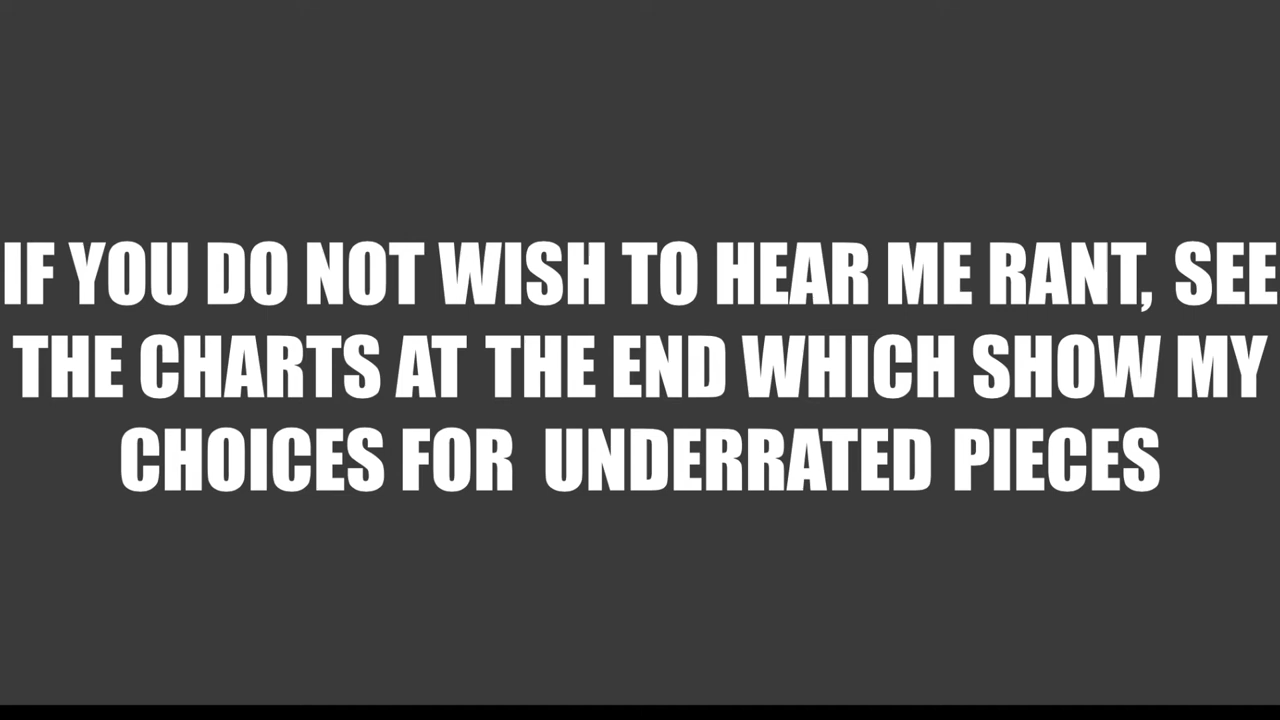 IF YOU DO NOT WISH TO HEAR ME RANT, SEE
THE CHARTS AT THE END WHICH SHOW MY
CHOICES FOR UNDERRATED PIECES